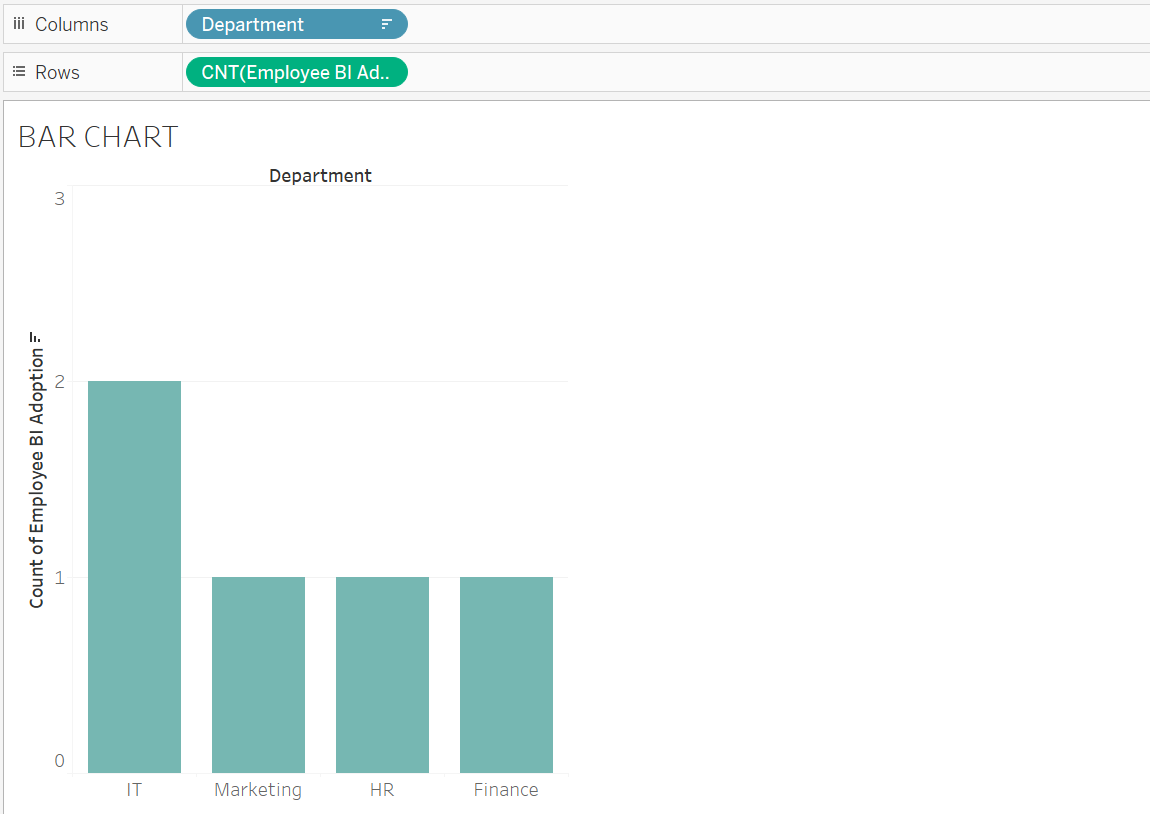 Columns
Department
Rows
CNT(Employee BI Ad..
BAR CHART
Department
3
2
1
0
Count of Employee BI Adoption
IT
Marketing
HR
Finance